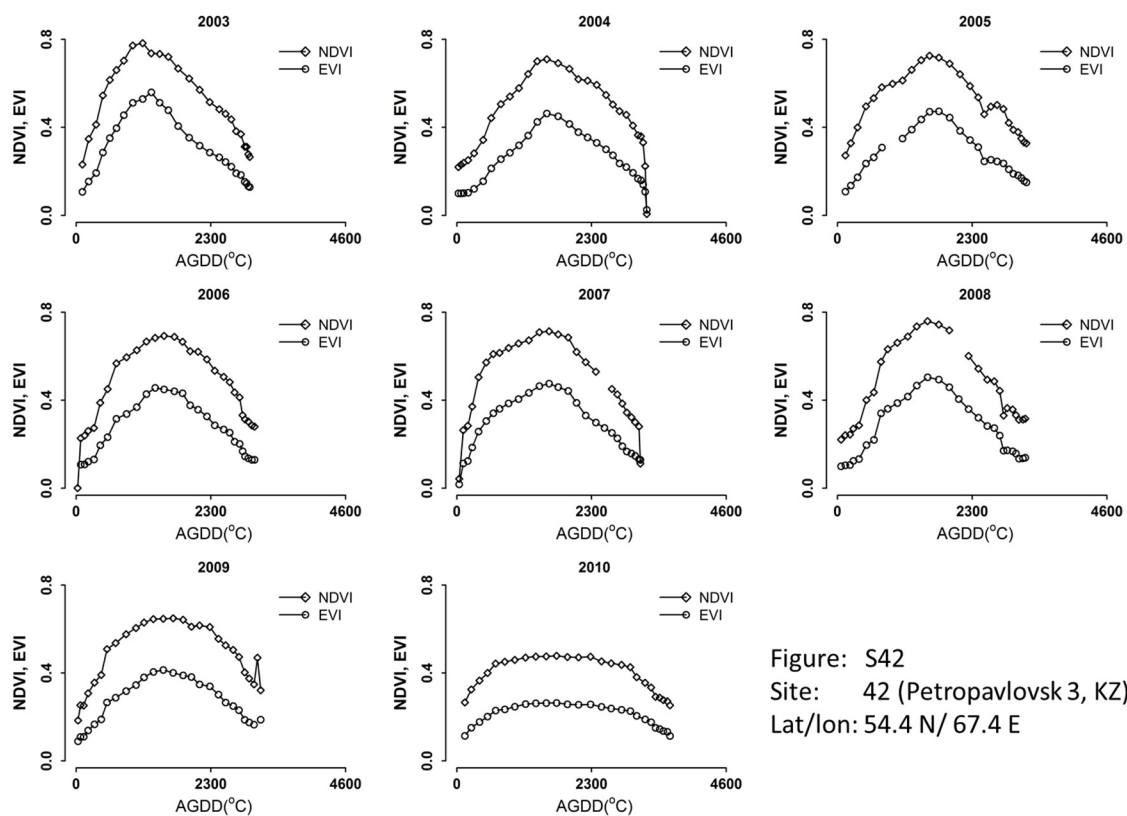 2003
NDVI, EVI
0.8
0.4
0.0
NDVI
EVI
0
2300
4600
AGDD(°C)
2004
NDVI, EVI
0.8
0.4
0.0
NDVI
EVI
0
2300
4600
AGDD(°C)
2005
NDVI, EVI
0.8
0.4
0.0
NDVI
EVI
0
2300
4600
AGDD(°C)
2006
NDVI, EVI
0.8
0.4
0.0
NDVI
EVI
0
2300
4600
AGDD(°C)
2007
NDVI, EVI
0.8
0.4
0.0
NDVI
EVI
0
2300
4600
AGDD(°C)
2008
NDVI, EVI
0.8
0.4
0.0
NDVI
EVI
0
2300
4600
AGDD(°C)
2009
NDVI, EVI
0.8
0.4
0.0
NDVI
EVI
0
2300
4600
AGDD(°C)
2010
NDVI, EVI
0.8
0.4
0.0
NDVI
EVI
0
2300
4600
AGDD(°C)
Figure: S42
Site: 42 (Petropavlovsk 3, KZ)
Lat/lon: 54.4 N/ 67.4 E